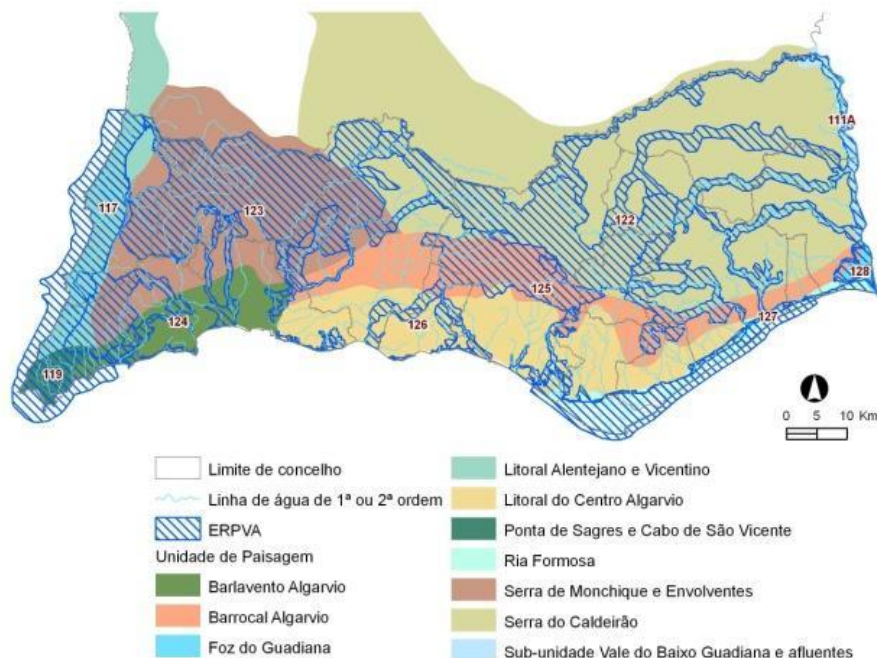 111A
117
123
122
128
125
124
126
127
119
0 5 10 Km
Limite de concelho
Linha de água de 1ª ou 2ª ordem
ERPVA
Unidade de Paisagem
Barlavento Algarvio
Barrocal Algarvio
Foz do Guadiana
Litoral Alentejano e Vicentino
Litoral do Centro Algarvio
Ponta de Sagres e Cabo de São Vicente
Ria Formosa
Serra de Monchique e Envolventes
Serra do Caldeirão
Sub-unidade Vale do Baixo Guadiana e afluentes